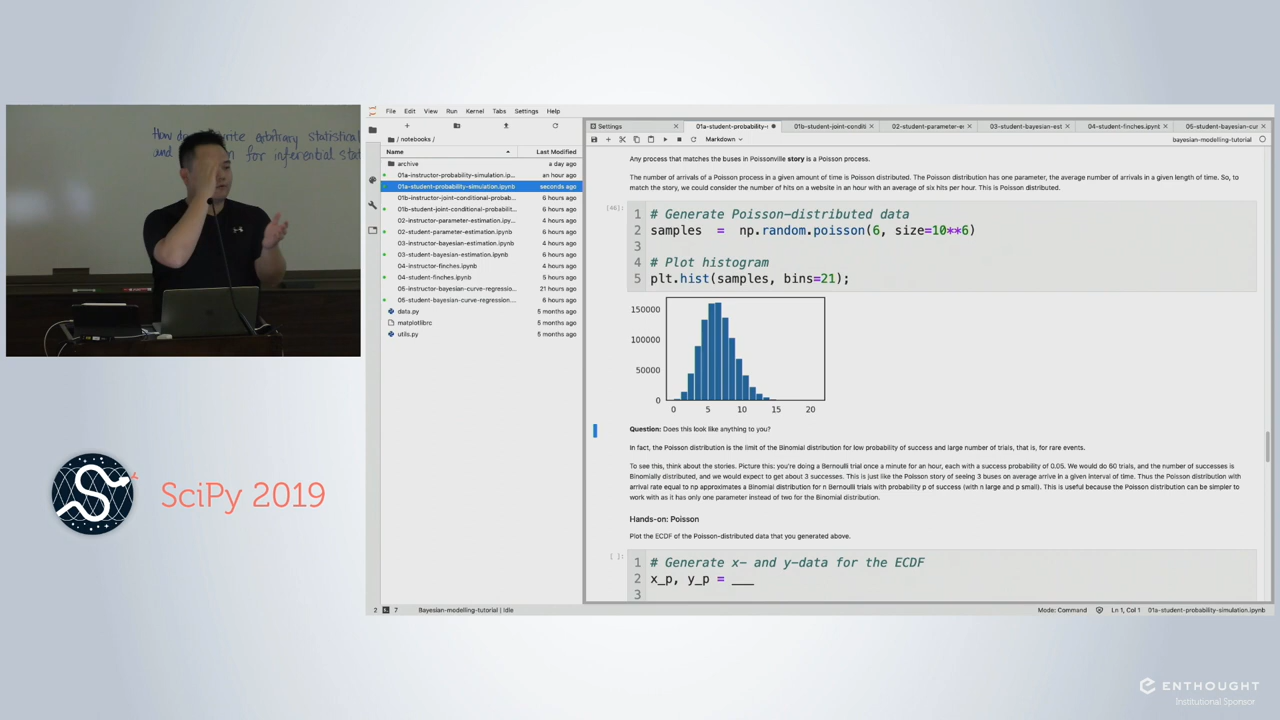 How do write arbitrary statistical
and for inferential
File Edit View Run Kernel Tabs Settings Help
/ notebooks /
Name Last Modified
archive a day ago
01a-instructor-probability-simulation.ip... an hour ago
01a-student-probability-simulation.ipynb seconds ago
01b-instructor-joint-conditional-probab... 6 hours ago
01b-student-joint-conditional-probabilit... 6 hours ago
02-instructor-parameter-estimation.ipy... 4 hours ago
02-student-parameter-estimation.ipynb 6 hours ago
03-instructor-bayesian-estimation.ipynb 4 hours ago
03-student-bayesian-estimation.ipynb 6 hours ago
04-instructor-finches.ipynb 4 hours ago
04-student-finches.ipynb 5 hours ago
05-instructor-bayesian-curve-regressio... 21 hours ago
05-student-bayesian-curve-regression.... 6 hours ago
data.py 5 months ago
matplotlibrc 5 months ago
utils.py 5 months ago
Settings 01a-student-probability- 01b-student-joint-conditi 02-student-parameter-e 03-student-bayesian-est 04-student-finches.ipynb 05-student-bayesian-cur
Markdown bayesian-modelling-tutorial
Any process that matches the buses in Poissonville story is a Poisson process.
The number of arrivals of a Poisson process in a given amount of time is Poisson distributed. The Poisson distribution has one parameter, the average number of arrivals in a given length of time. So, to
match the story, we could consider the number of hits on a website in an hour with an average of six hits per hour. This is Poisson distributed.
[46]:
1 # Generate Poisson-distributed data
2 samples = np.random.poisson(6, size=10**6)
3
4 # Plot histogram
5 plt.hist(samples, bins=21);
150000
100000
50000
0
0 5 10 15 20
Question: Does this look like anything to you?
In fact, the Poisson distribution is the limit of the Binomial distribution for low probability of success and large number of trials, that is, for rare events.
To see this, think about the stories. Picture this: you're doing a Bernoulli trial once a minute for an hour, each with a success probability of 0.05. We would do 60 trials, and the number of successes is
Binomially distributed, and we would expect to get about 3 successes. This is just like the Poisson story of seeing 3 buses on average arrive in a given interval of time. Thus the Poisson distribution with
arrival rate equal to np approximates a Binomial distribution for n Bernoulli trials with probability p of success (with n large and p small). This is useful because the Poisson distribution can be simpler to
work with as it has only one parameter instead of two for the Binomial distribution.
Hands-on: Poisson
Plot the ECDF of the Poisson-distributed data that you generated above.
[ ]:
1 # Generate x- and y-data for the ECDF
2 x_p, y_p = ___
3
2 7 Bayesian-modelling-tutorial | Idle Mode: Command Ln 1, Col 1 01a-student-probability-simulation.ipynb
SciPy 2019
ENTHOUGHT
Institutional Sponsor